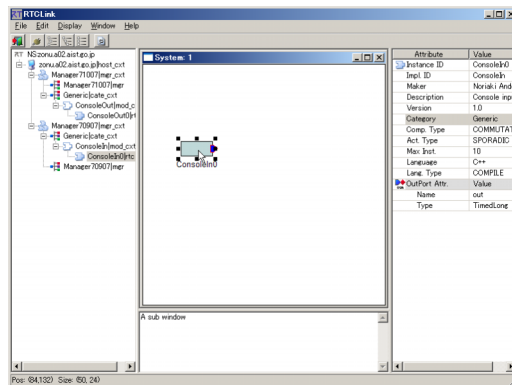 RTCLink
File Edit Display Window Help
NS:zonu.a02.aist.go.jp
zonu.a02.aist.go.jp|host_cxt
Manager71007|mgr_cxt
Manager71007|mgr
Generic|cate_cxt
ConsoleOut|mod_c
ConsoleOut0|rt
Manager70907|mgr_cxt
Generic|cate_cxt
ConsoleIn|mod_cxt
ConsoleIn0|rtc
Manager70907|mgr
System: 1
ConsoleIn0
A sub window
Attribute Value
Instance ID ConsoleIn0
Impl. ID ConsoleIn
Maker Noriaki And
Description Console inp
Version 1.0
Category Generic
Comp. Type COMMUTAT
Act. Type SPORADIC
Max Inst. 10
Language C++
Lang. Type COMPILE
OutPort Attr. Value
Name out
Type TimedLong
Pos: (84,132) Size: (50, 24)